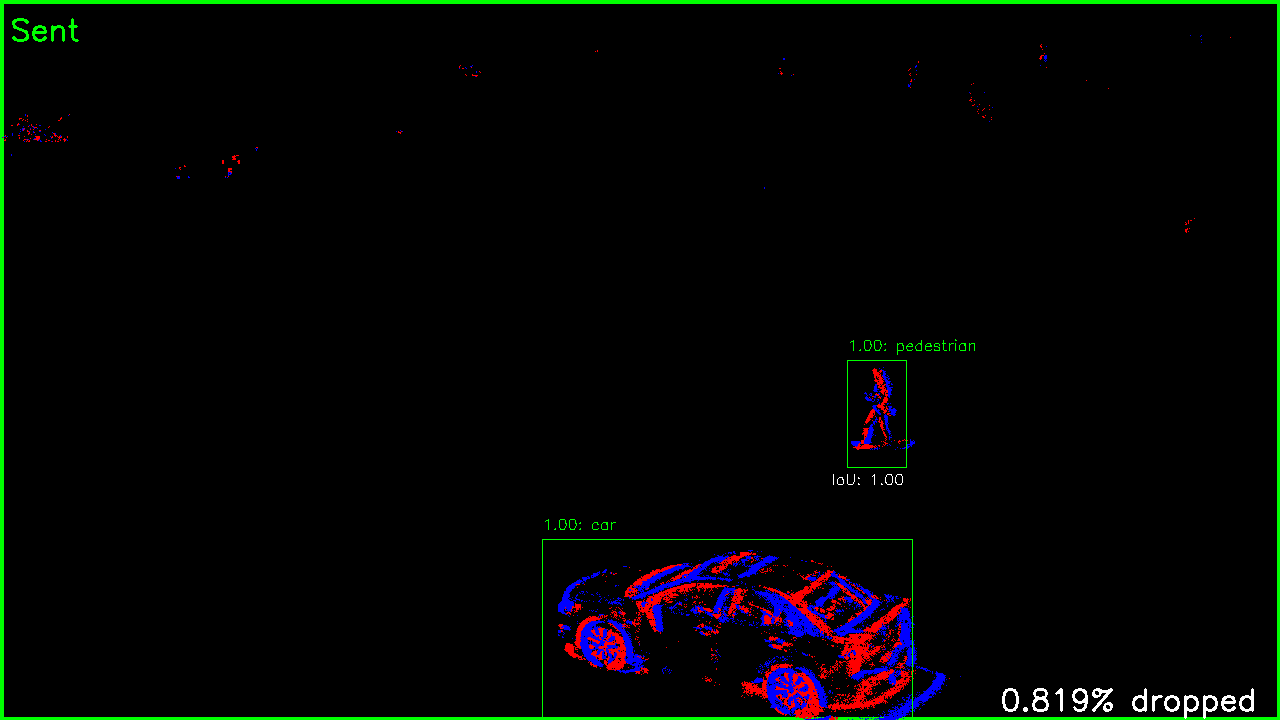 Sent
1.00: pedestrian
IoU: 1.00
1.00: car
0.819% dropped